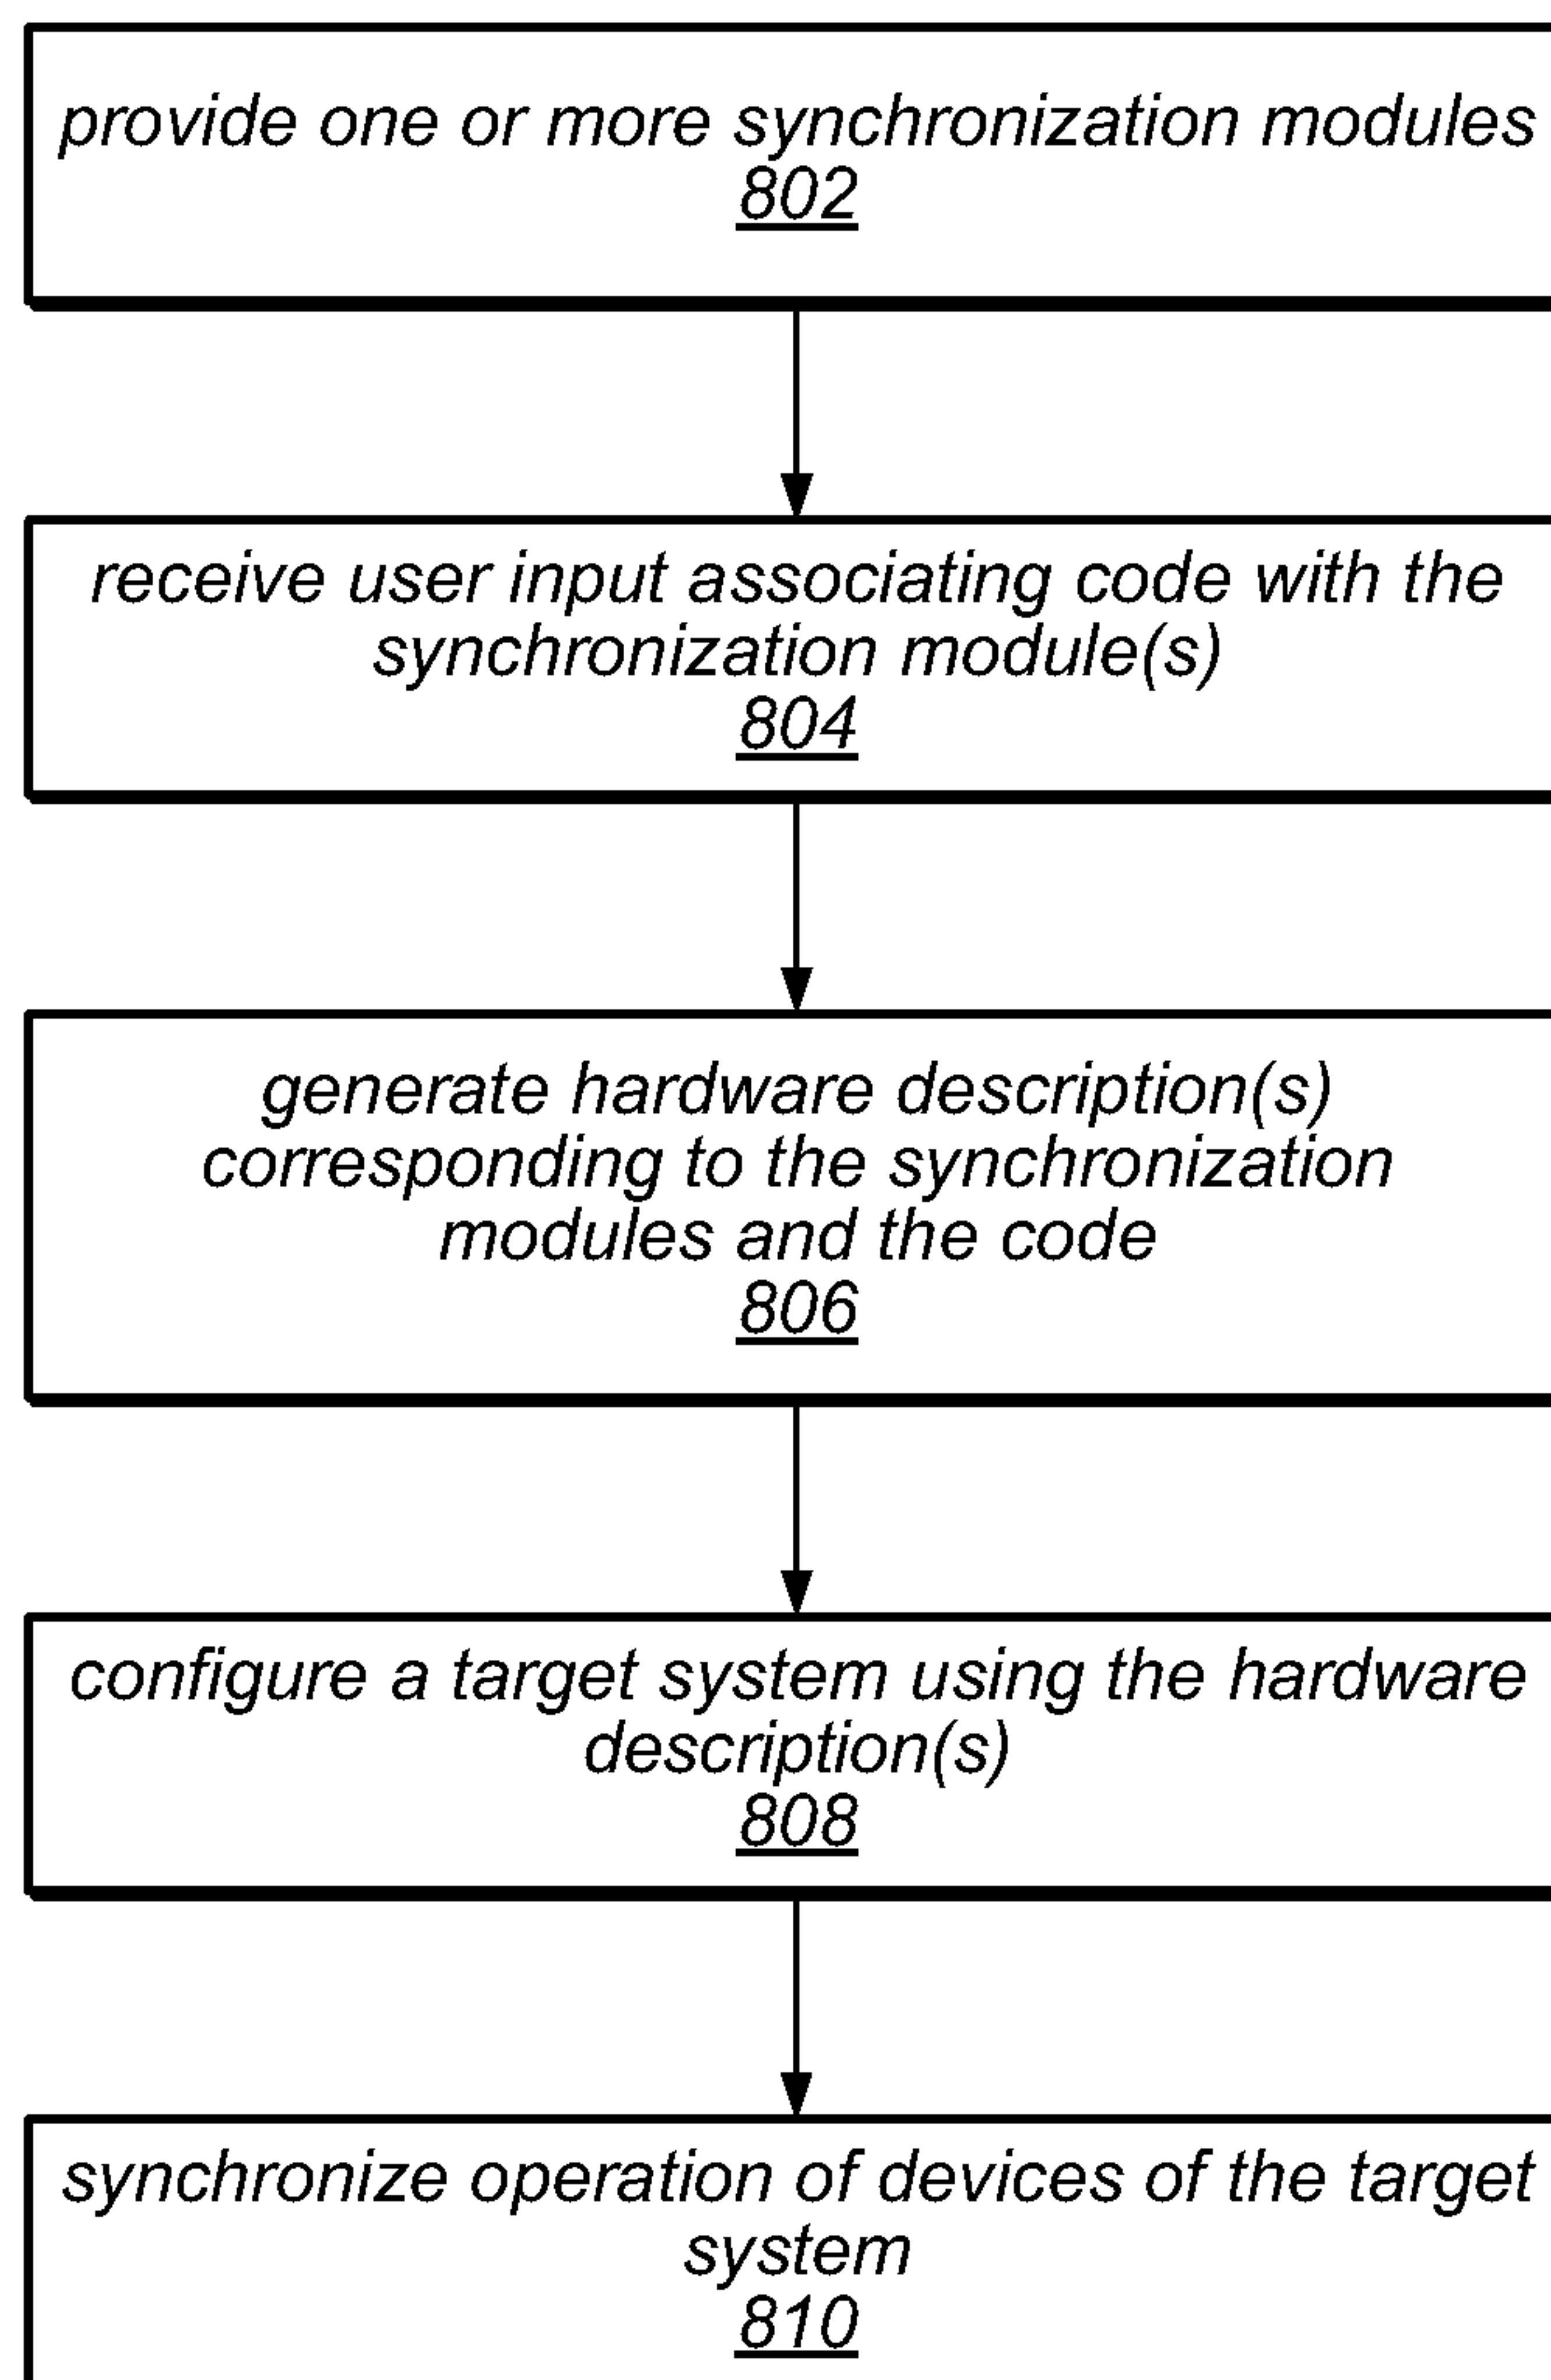 provide one or more synchronization modules
802
receive user input associating code with the
synchronization module(s)
804
generate hardware description(s)
corresponding to the synchronization
modules and the code
806
configure a target system using the hardware
description(s)
808
synchronize operation of devices of the target
system
810